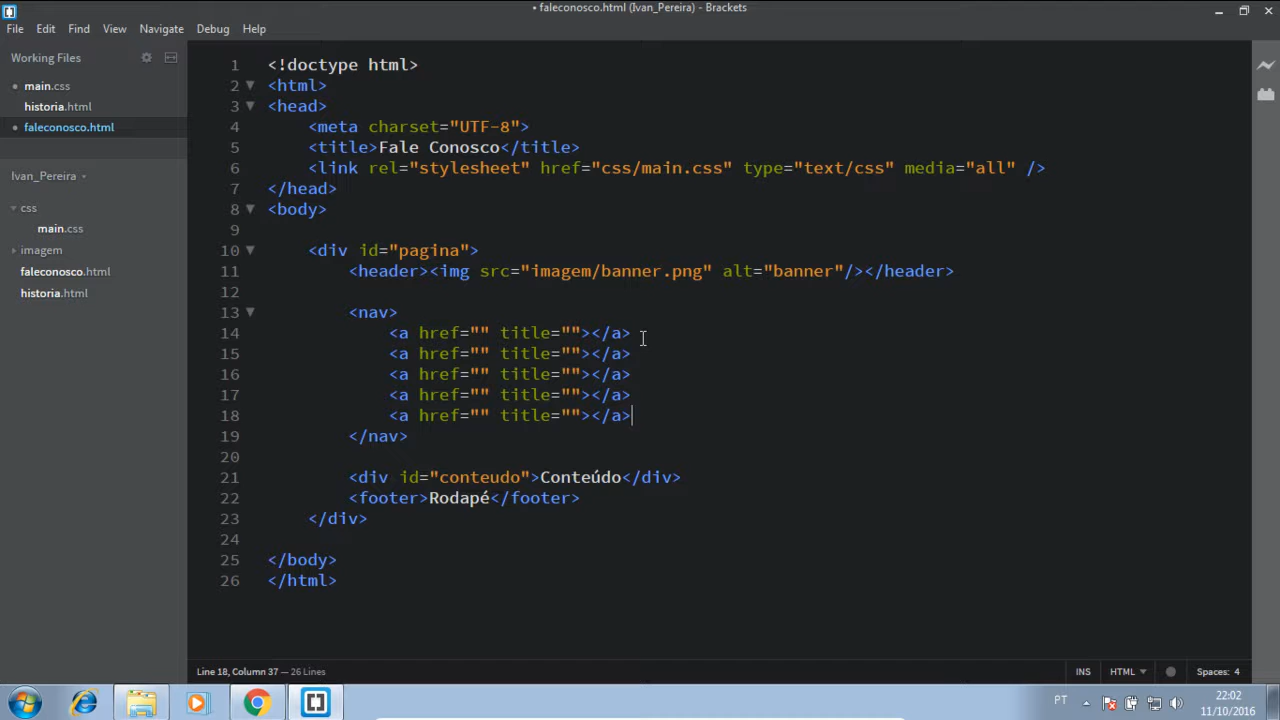 • faleconosco.html (Ivan_Pereira) - Brackets
File Edit Find View Navigate Debug Help
Working Files
main.css
historia.html
faleconosco.html
Ivan_Pereira
css
main.css
imagem
faleconosco.html
historia.html
1 <!doctype html>
2 <html>
3 <head>
4 <meta charset="UTF-8">
5 <title>Fale Conosco</title>
6 <link rel="stylesheet" href="css/main.css" type="text/css" media="all" />
7 </head>
8 <body>
9
10 <div id="pagina">
11 <header><img src="imagem/banner.png" alt="banner"/></header>
12
13 <nav>
14 <a href="" title=""></a>
15 <a href="" title=""></a>
16 <a href="" title=""></a>
17 <a href="" title=""></a>
18 <a href="" title=""></a>
19 </nav>
20
21 <div id="conteudo">Conteúdo</div>
22 <footer>Rodapé</footer>
23 </div>
24
25 </body>
26 </html>
Line 18, Column 37 — 26 Lines
INS HTML Spaces: 4
PT
22:02
11/10/2016